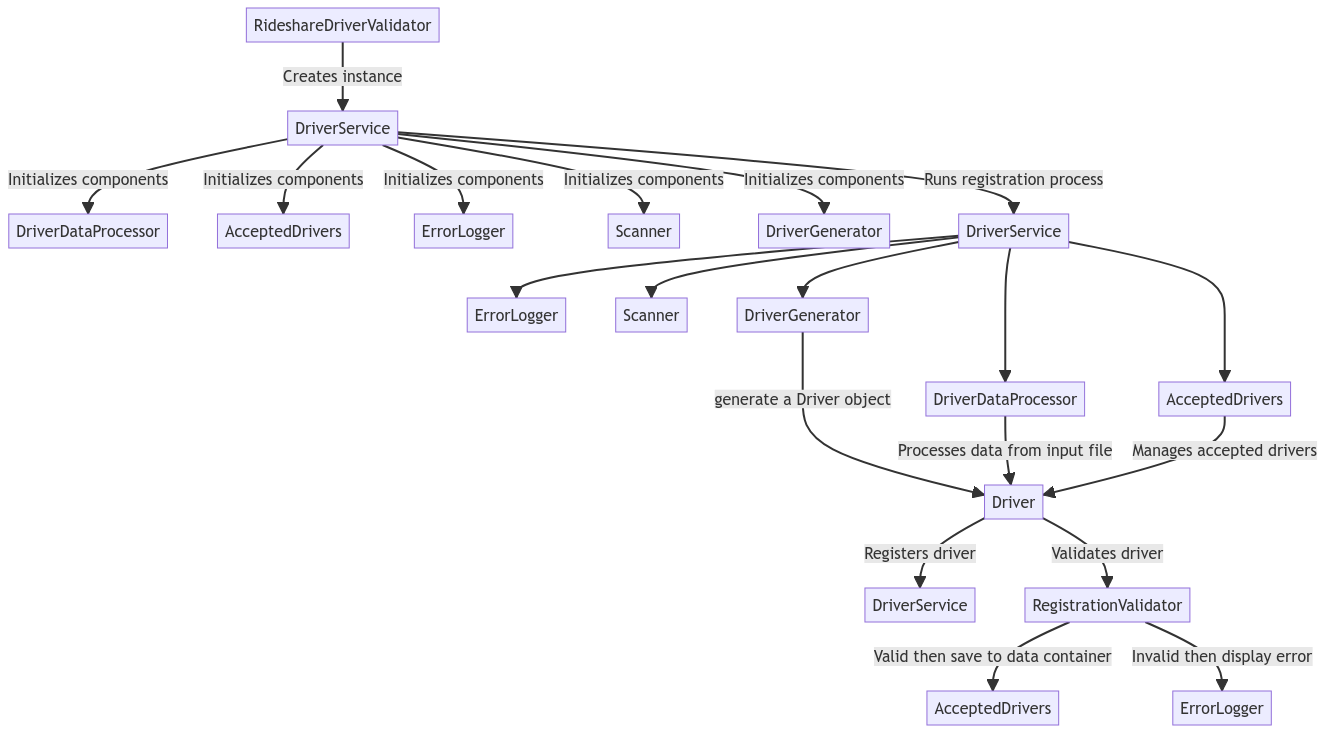 RideshareDriverValidator
Creates instance
DriverService
Initializes components
Initializes components
Initializes components
Initializes components
Initializes components
Runs registration process
DriverDataProcessor
AcceptedDrivers
ErrorLogger
Scanner
DriverGenerator
DriverService
ErrorLogger
Scanner
DriverGenerator
generate a Driver object
DriverDataProcessor
AcceptedDrivers
Processes data from input file
Manages accepted drivers
Driver
Registers driver
Validates driver
DriverService
RegistrationValidator
Valid then save to data container
Invalid then display error
AcceptedDrivers
ErrorLogger